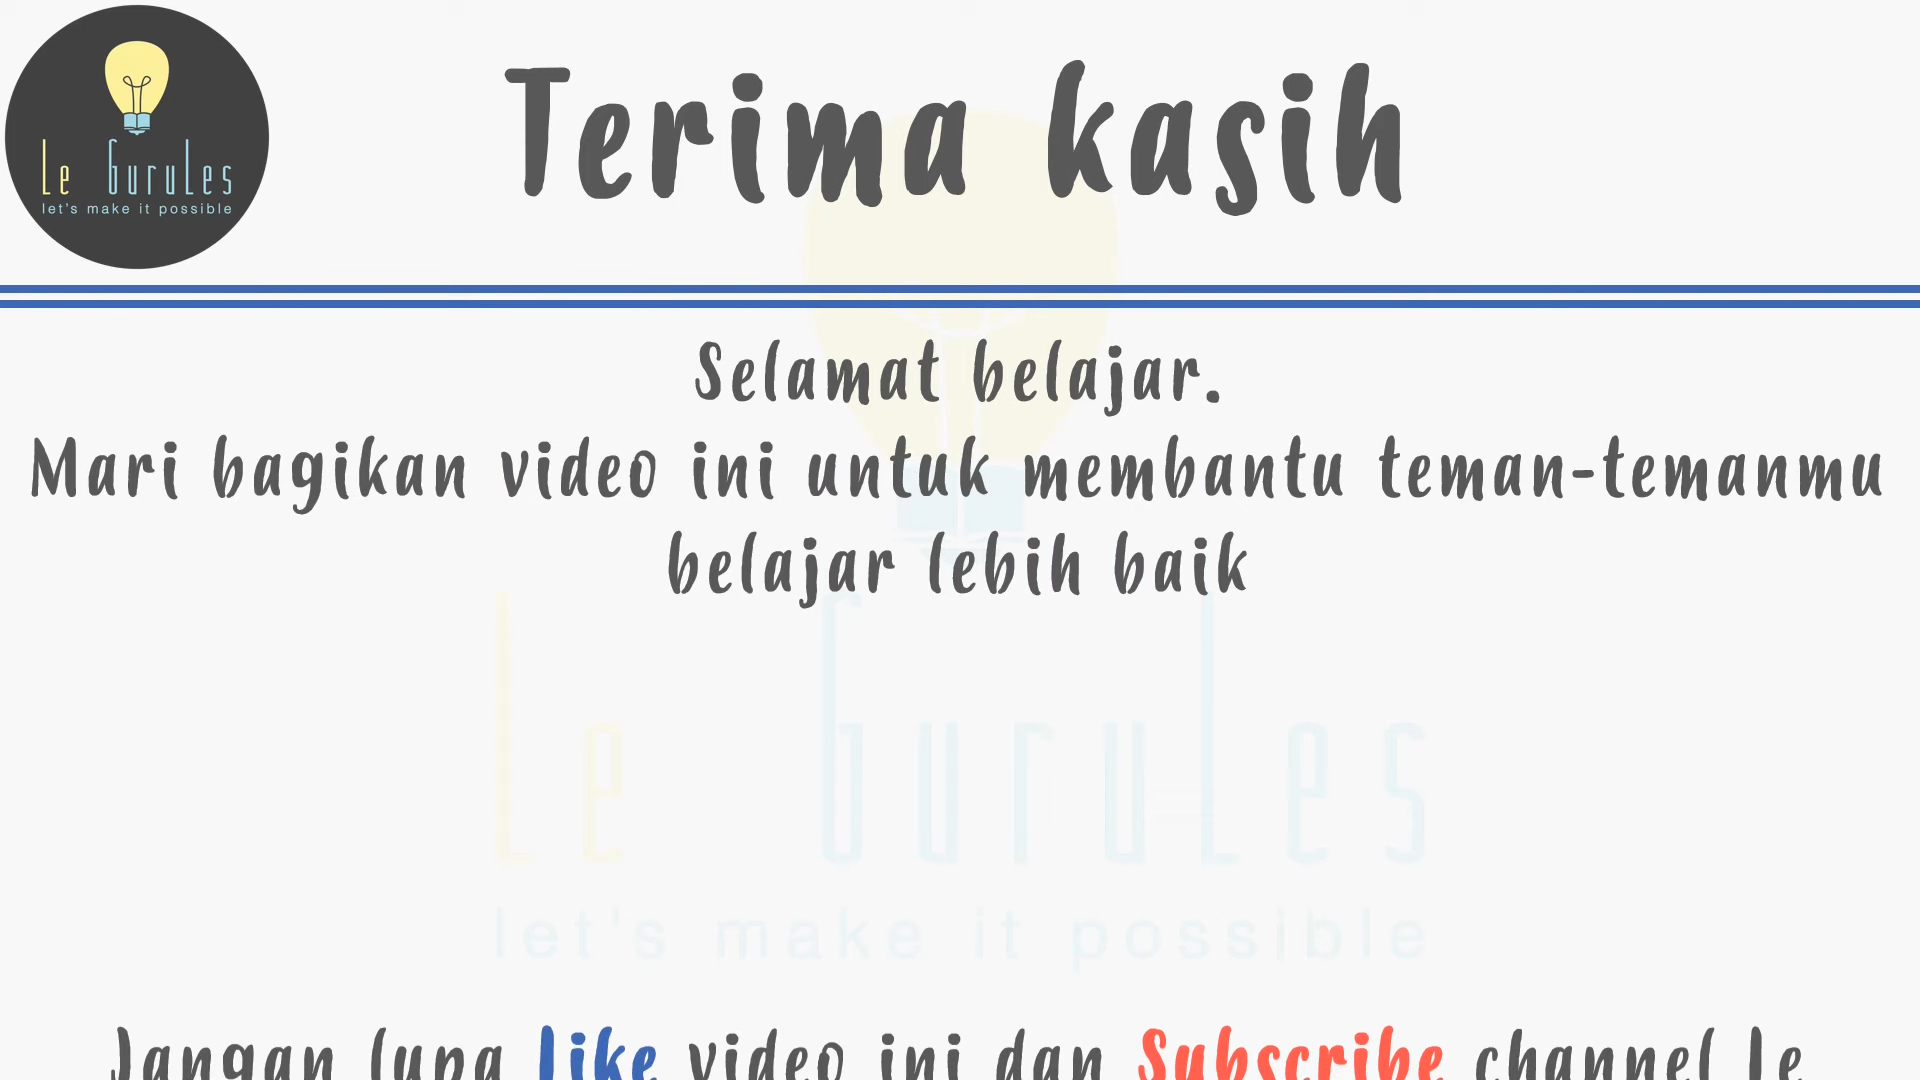 Le GuruLes
let's make it possible
Terima kasih
Selamat belajar.
Mari bagikan video ini untuk membantu teman-temanmu
belajar lebih baik
Le GuruLes
let's make it possible
Jangan lupa Like video ini dan Subscribe channel Le